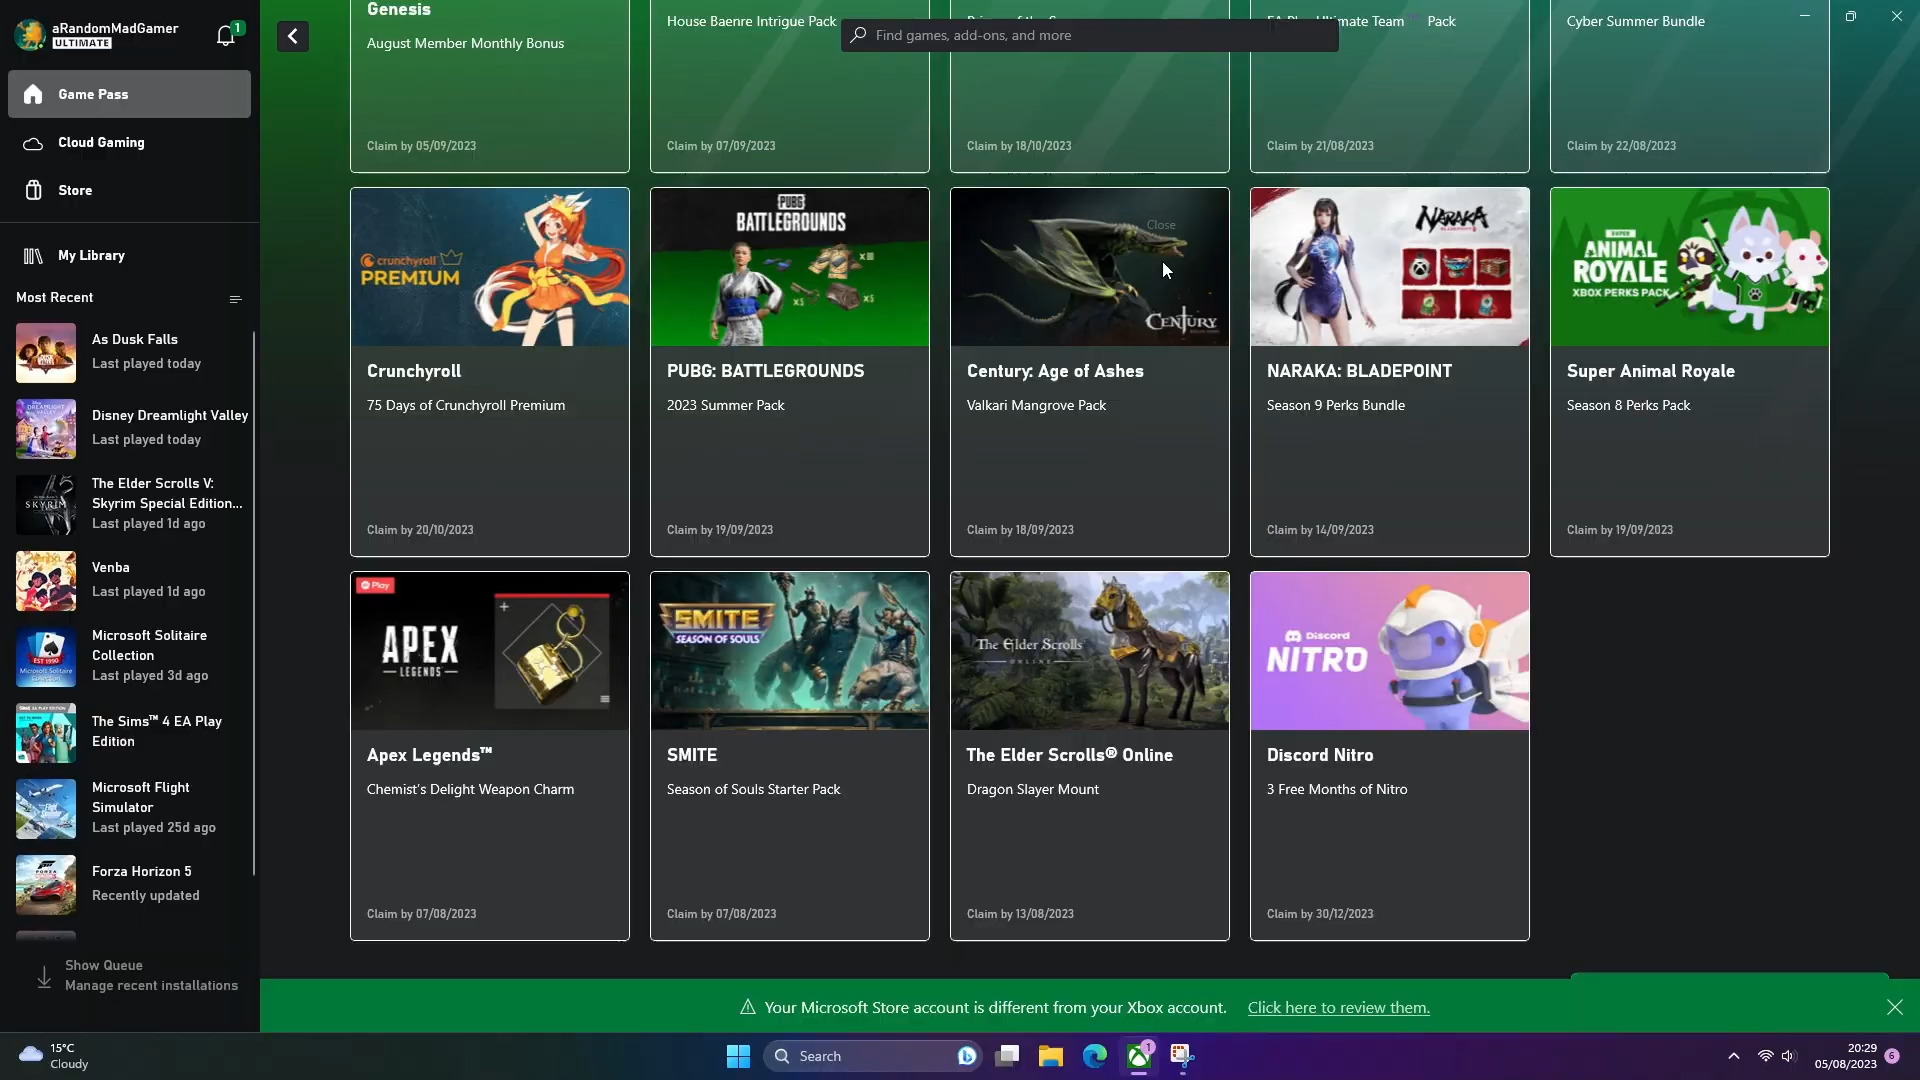 aRandomMadGamer
ULTIMATE
1
Game Pass
Cloud Gaming
Store
My Library
Most Recent
As Dusk Falls
Last played today
Disney Dreamlight Valley
Last played today
The Elder Scrolls V:
Skyrim Special Edition...
Last played 1d ago
Venba
Last played 1d ago
Microsoft Solitaire
Collection
Last played 3d ago
The Sims™ 4 EA Play
Edition
Microsoft Flight
Simulator
Last played 25d ago
Forza Horizon 5
Recently updated
Show Queue
Manage recent installations
Find games, add-ons, and more
Genesis
August Member Monthly Bonus
Claim by 05/09/2023
House Baenre Intrigue Pack
Claim by 07/09/2023
Claim by 18/10/2023
EA Play Ultimate Team™ Pack
Claim by 21/08/2023
Cyber Summer Bundle
Claim by 22/08/2023
crunchyroll
PREMIUM
Crunchyroll
75 Days of Crunchyroll Premium
Claim by 20/10/2023
PUBG
BATTLEGROUNDS
x5
x5
PUBG: BATTLEGROUNDS
2023 Summer Pack
Claim by 19/09/2023
Close
CENTURY
Century: Age of Ashes
Valkari Mangrove Pack
Claim by 18/09/2023
NARAKA
BLADEPOINT
NARAKA: BLADEPOINT
Season 9 Perks Bundle
Claim by 14/09/2023
SUPER
ANIMAL
ROYALE
XBOX PERKS PACK
Super Animal Royale
Season 8 Perks Pack
Claim by 19/09/2023
Play
APEX
LEGENDS
Apex Legends™
Chemist's Delight Weapon Charm
Claim by 07/08/2023
SMITE
SEASON OF SOULS
SMITE
Season of Souls Starter Pack
Claim by 07/08/2023
The Elder Scrolls
ONLINE
The Elder Scrolls® Online
Dragon Slayer Mount
Claim by 13/08/2023
Discord
NITRO
Discord Nitro
3 Free Months of Nitro
Claim by 30/12/2023
Your Microsoft Store account is different from your Xbox account. Click here to review them.
15°C
Cloudy
Search
1
20:29
05/08/2023
6